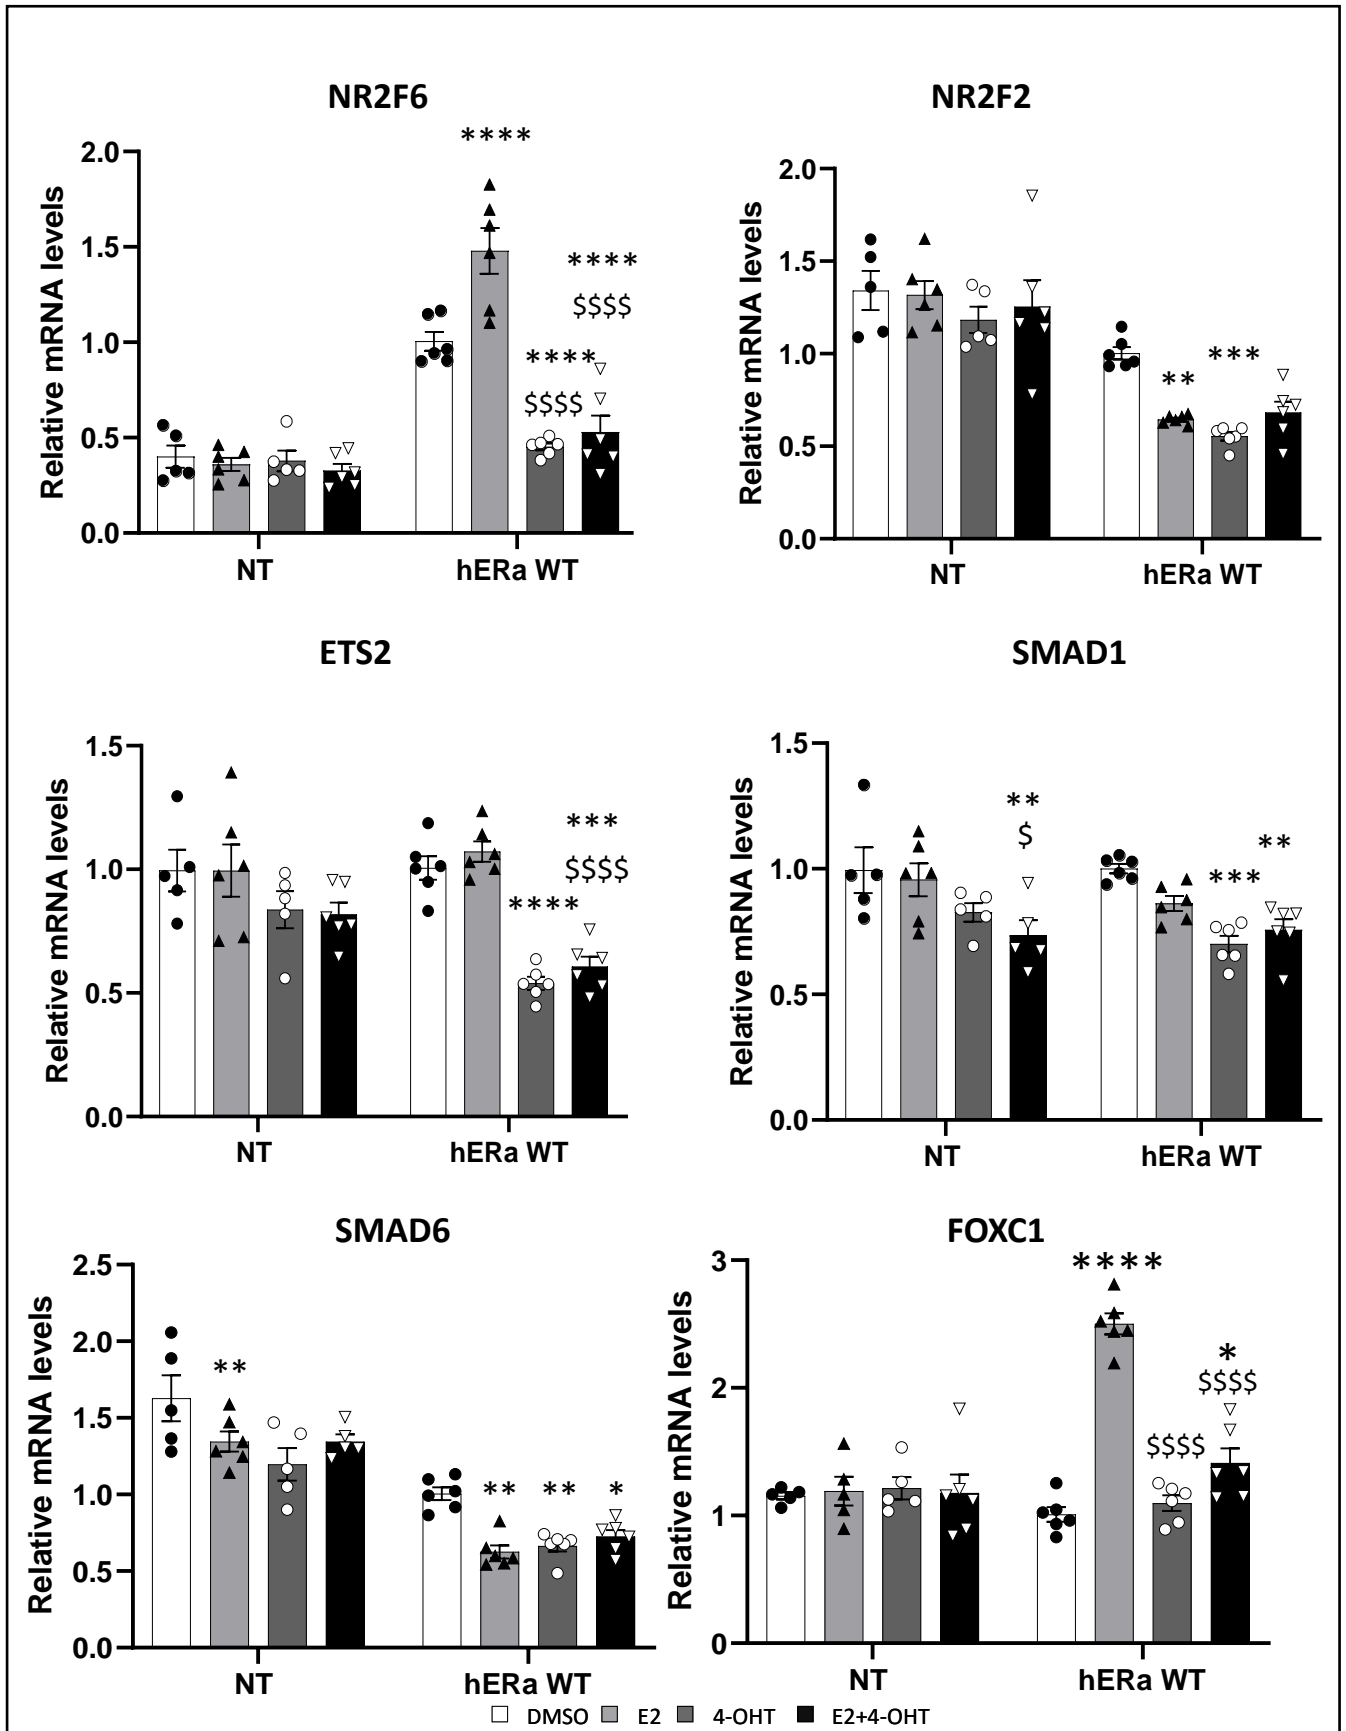 NR2F6
NR2F2
Relative mRNA levels
2.0
1.5
1.0
0.5
0.0
****
****
$$$$
****
$$$$
NT
hERa WT
Relative mRNA levels
2.0
1.5
1.0
0.5
0.0
**
***
NT
hERa WT
ETS2
SMAD1
Relative mRNA levels
1.5
1.0
0.5
0.0
***
$$$$
****
NT
hERa WT
Relative mRNA levels
1.5
1.0
0.5
0.0
**
$
**
***
NT
hERa WT
SMAD6
FOXC1
Relative mRNA levels
2.5
2.0
1.5
1.0
0.5
0.0
**
**
**
*
NT
hERa WT
Relative mRNA levels
3
2
1
0
****
*
$$$$
$$$$
NT
hERa WT
DMSO E2 4-OHT E2+4-OHT